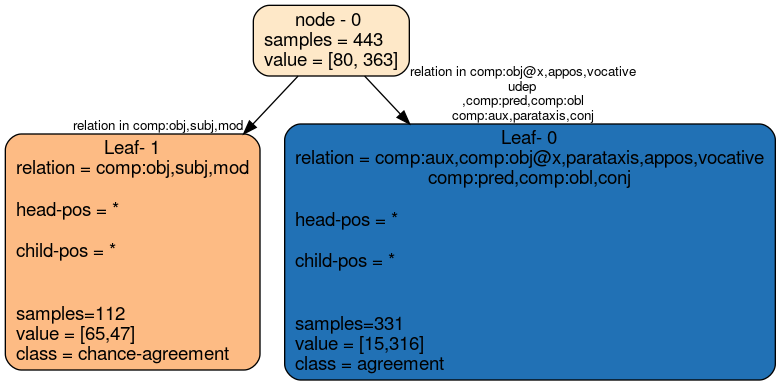 node - 0
samples = 443
value = [80, 363]
relation in comp:obj@x,appos,vocative
udep
,comp:pred,comp:obl
comp:aux,parataxis,conj
relation in comp:obj,subj,mod
Leaf- 1
relation = comp:obj,subj,mod
head-pos = *
child-pos = *
samples=112
value = [65,47]
class = chance-agreement
Leaf- 0
relation = comp:aux,comp:obj@x,parataxis,appos,vocative
comp:pred,comp:obl,conj
head-pos = *
child-pos = *
samples=331
value = [15,316]
class = agreement